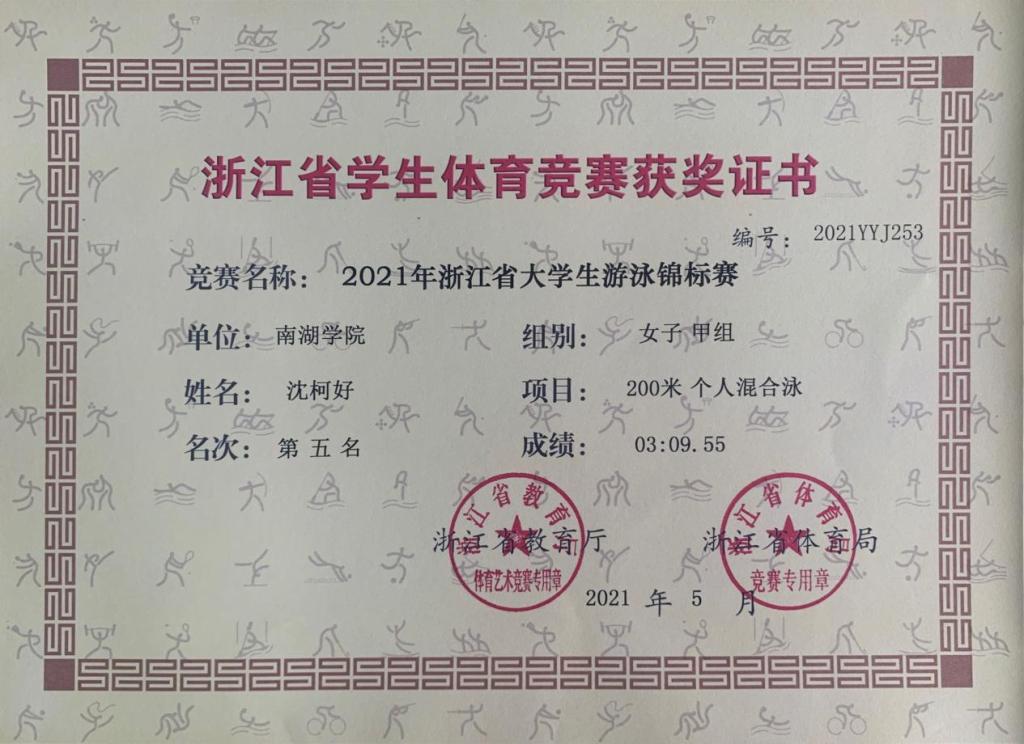 浙江省学生体育竞赛获奖证书
编号： 2021YYJ253
竞赛名称： 2021年浙江省大学生游泳锦标赛
单位： 南湖学院 组别： 女子 甲组
姓名： 沈柯好 项目： 200米 个人混合泳
名次： 第 五 名 成绩： 03:09.55
浙江省教育厅 浙江省体育局
体育艺术竞赛专用章 竞赛专用章
浙江省教育厅 浙江省体育局
2021 年 5 月